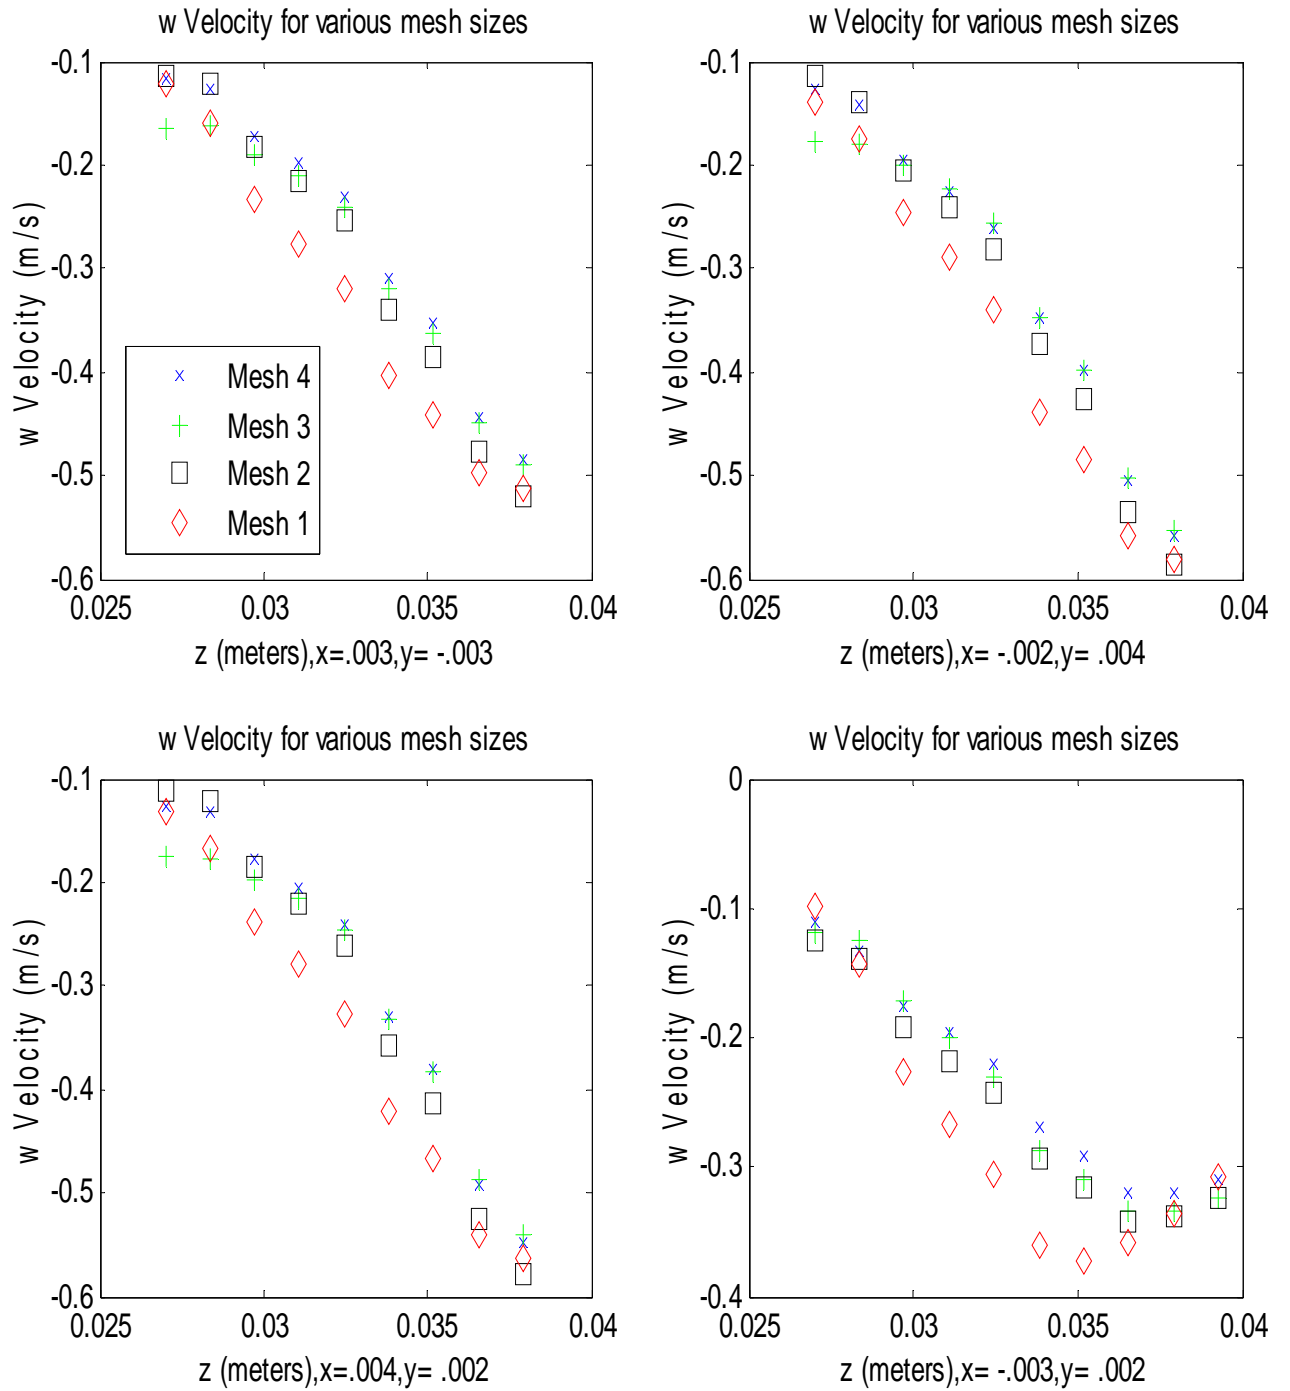 w Velocity for various mesh sizes
-0.1
-0.2
-0.3
-0.4
-0.5
-0.6
w Velocity (m/s)
Mesh 4
Mesh 3
Mesh 2
Mesh 1
0.025 0.03 0.035 0.04
z (meters),x=.003,y= -.003
w Velocity for various mesh sizes
-0.1
-0.2
-0.3
-0.4
-0.5
-0.6
w Velocity (m/s)
0.025 0.03 0.035 0.04
z (meters),x= -.002,y= .004
w Velocity for various mesh sizes
-0.1
-0.2
-0.3
-0.4
-0.5
-0.6
w Velocity (m/s)
0.025 0.03 0.035 0.04
z (meters),x=.004,y= .002
w Velocity for various mesh sizes
0
-0.1
-0.2
-0.3
-0.4
w Velocity (m/s)
0.025 0.03 0.035 0.04
z (meters),x= -.003,y= .002